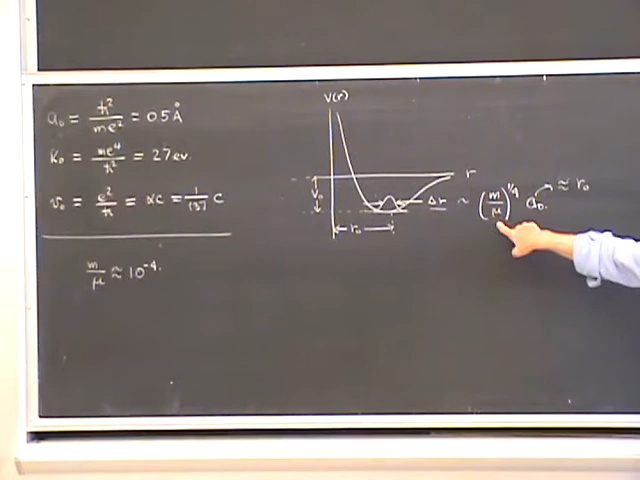 a₀ = ℏ²/me² = 0.5 Å
K₀ = me⁴/ℏ² = 27 ev.
v₀ = e²/ℏ = αc = 1/137 c
m/μ ≈ 10⁻⁴.
V(r)
r
V₀
Δr ~ (m/μ)^1/4 a₀. ≈ r₀
r₀